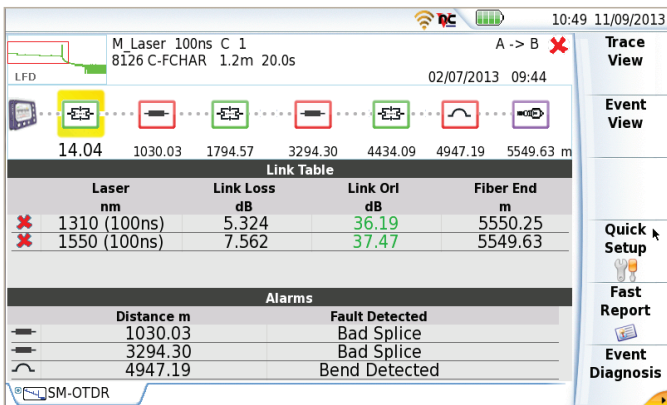 10:49 11/09/2013
M_Laser 100ns C 1
A -> B
8126 C-FCHAR 1.2m 20.0s
LFD
02/07/2013 09:44
14.04 1030.03 1794.57 3294.30 4434.09 4947.19 5549.63 m
Link Table
Laser Link Loss Link Orl Fiber End
nm dB dB m
1310 (100ns) 5.324 36.19 5550.25
1550 (100ns) 7.562 37.47 5549.63
Alarms
Distance m Fault Detected
1030.03 Bad Splice
3294.30 Bad Splice
4947.19 Bend Detected
SM-OTDR
Trace
View
Event
View
Quick
Setup
Fast
Report
Event
Diagnosis